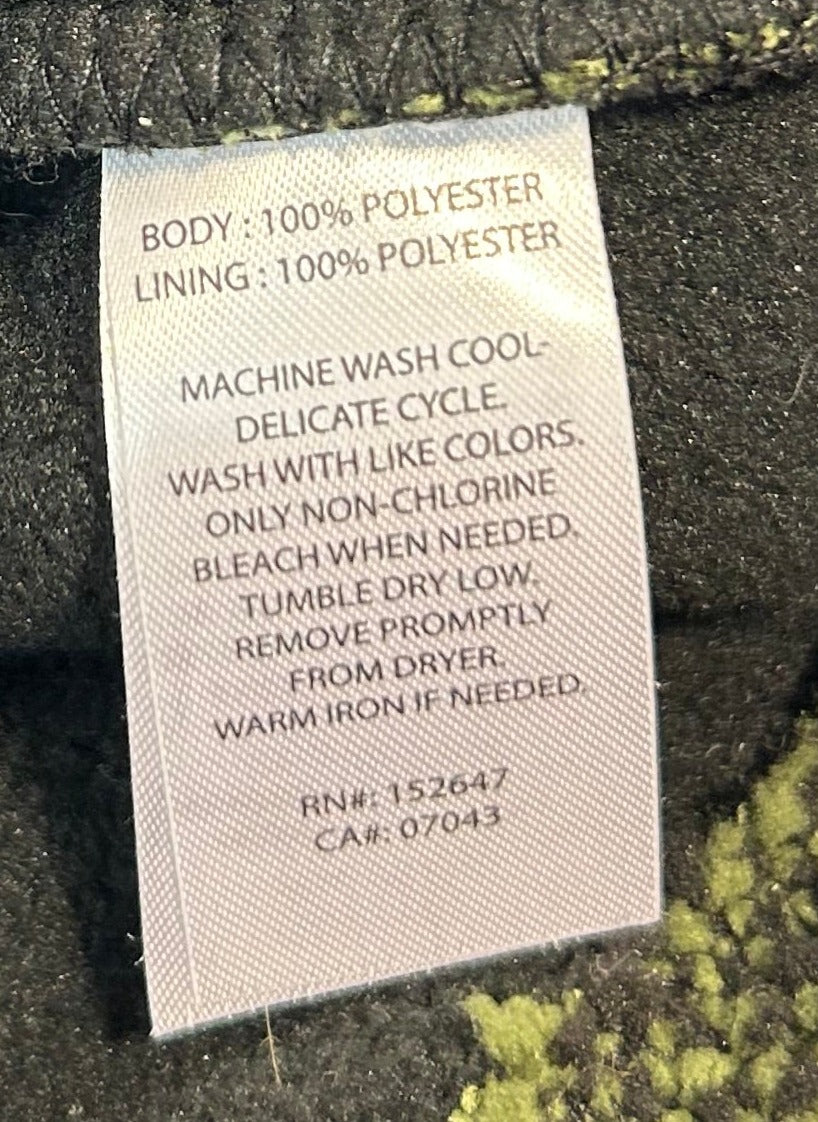 BODY : 100% POLYESTER
LINING : 100% POLYESTER
MACHINE WASH COOL-
DELICATE CYCLE.
WASH WITH LIKE COLORS.
ONLY NON-CHLORINE
BLEACH WHEN NEEDED.
TUMBLE DRY LOW.
REMOVE PROMPTLY
FROM DRYER.
WARM IRON IF NEEDED.
RN#: 152647
CA#: 07043